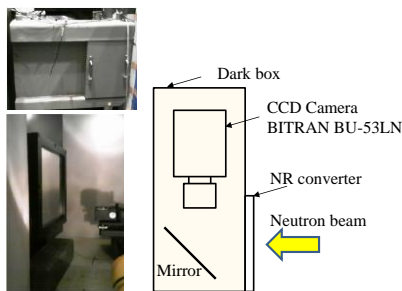 Dark box
CCD Camera
BITRAN BU-53LN
NR converter
Neutron beam
Mirror